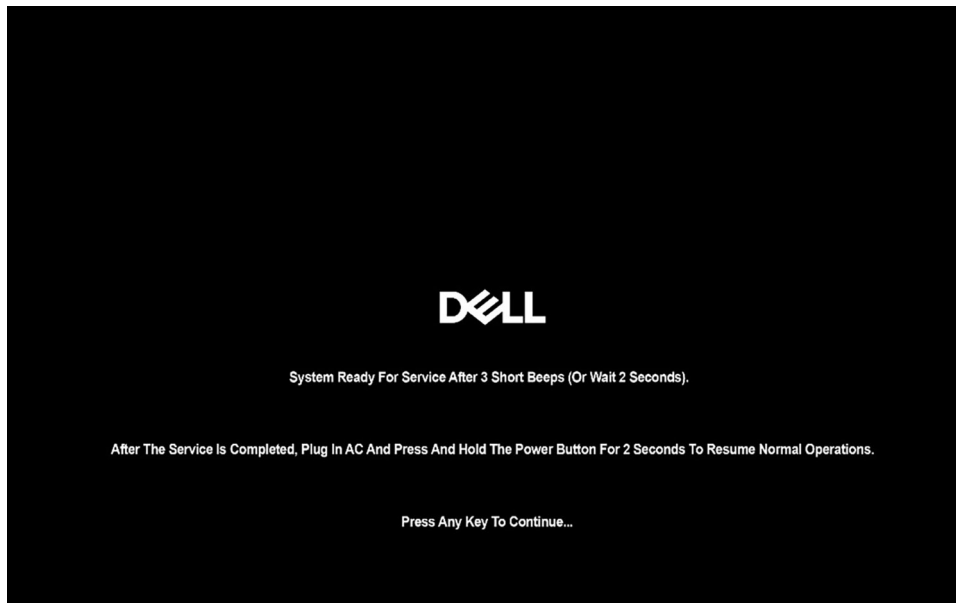 DELL
System Ready For Service After 3 Short Beeps (Or Wait 2 Seconds).
After The Service Is Completed, Plug In AC And Press And Hold The Power Button For 2 Seconds To Resume Normal Operations.
Press Any Key To Continue...